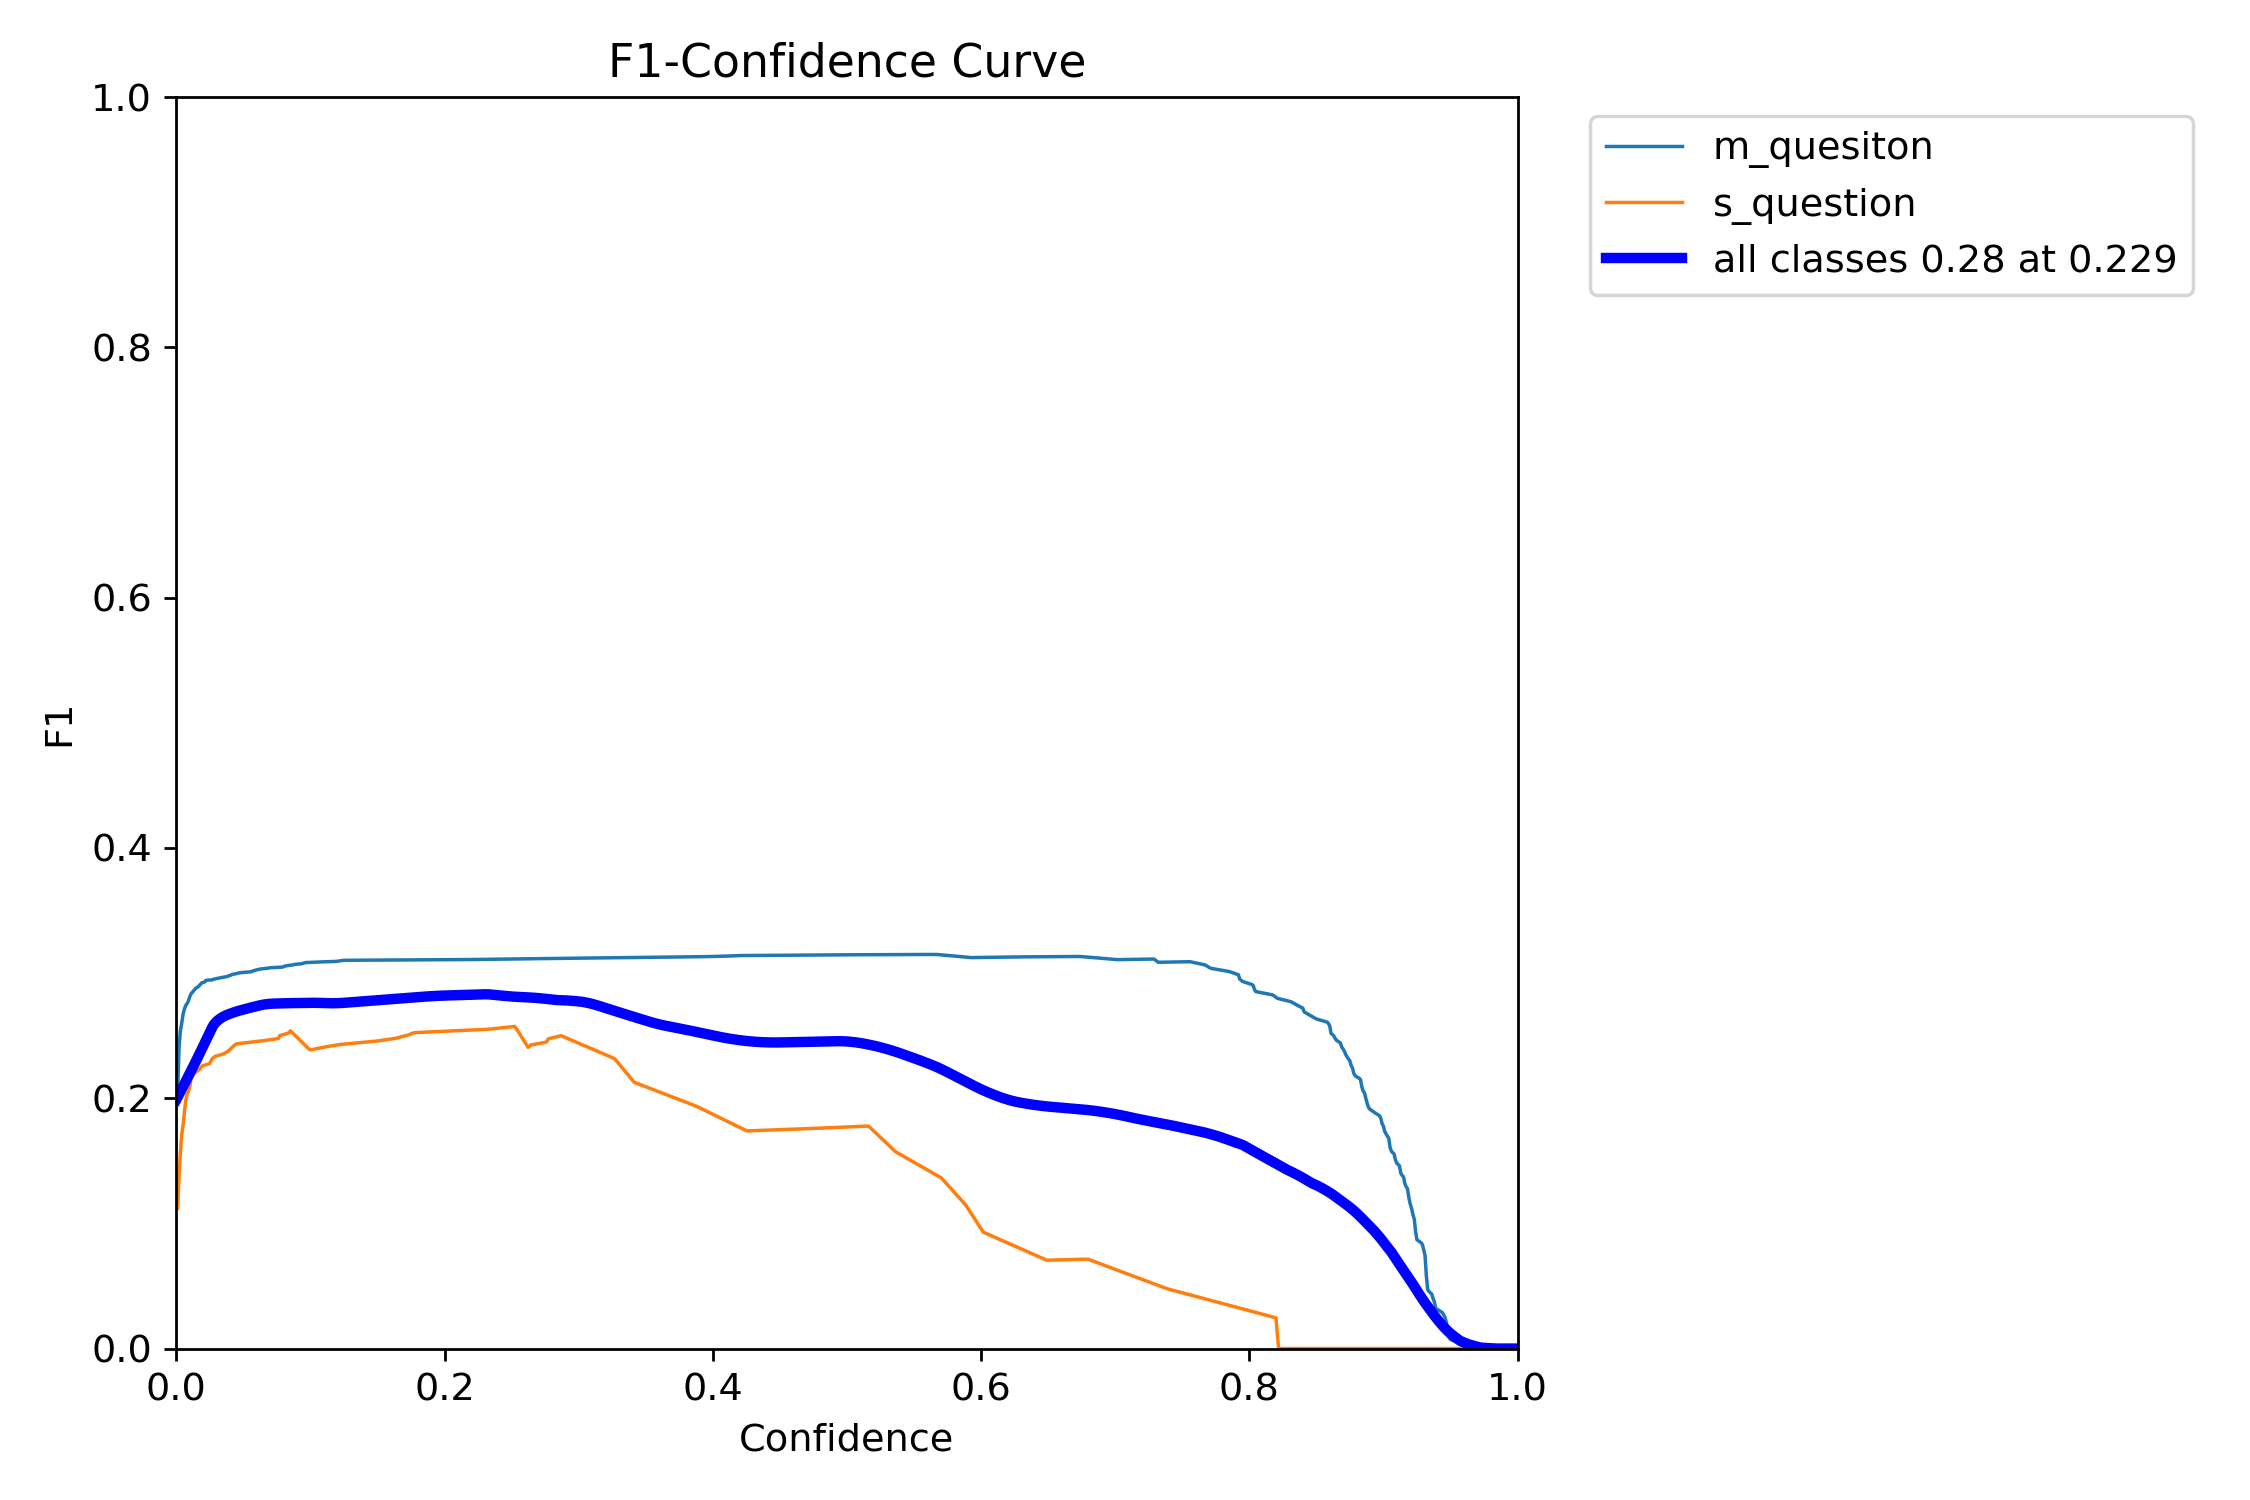 F1-Confidence Curve
1.0
0.8
0.6
0.4
0.2
0.0
F1
0.0 0.2 0.4 0.6 0.8 1.0
Confidence
m_quesiton
s_question
all classes 0.28 at 0.229